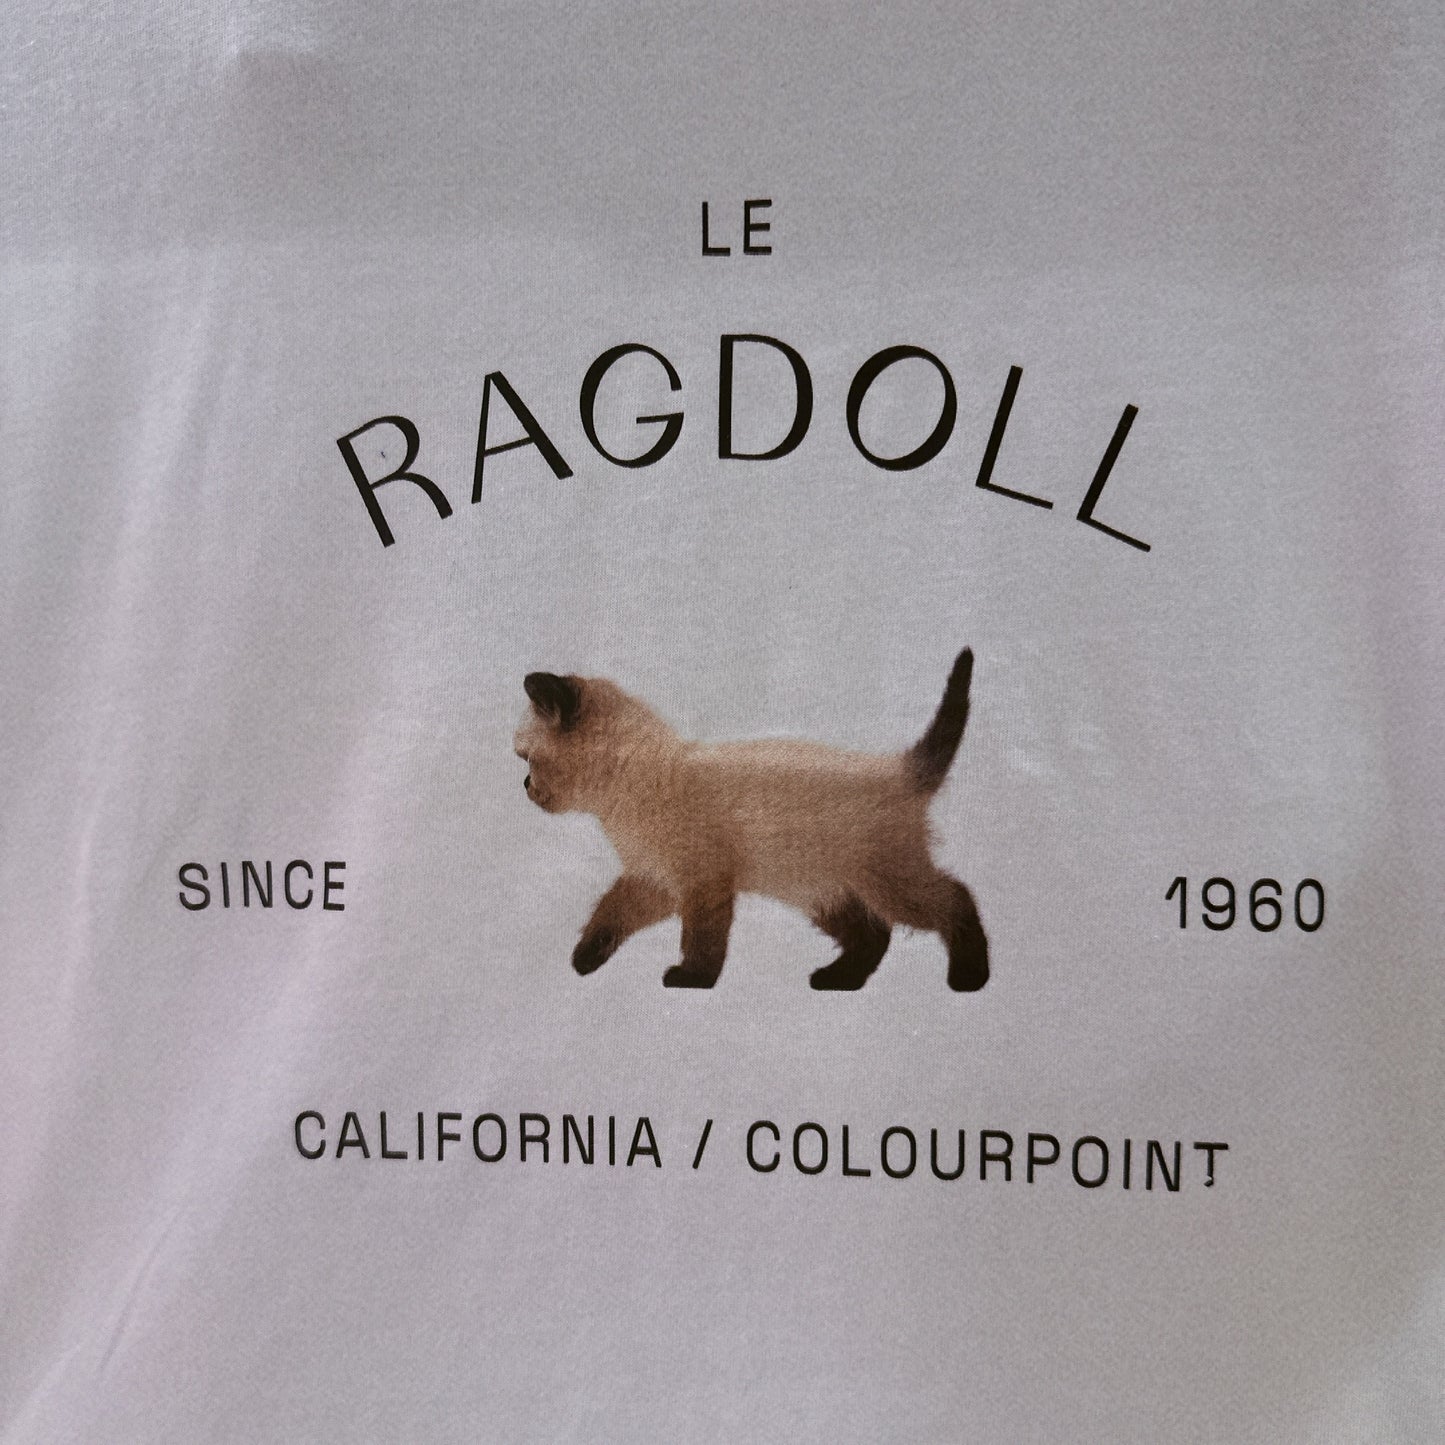 LE
RAGDOLL
SINCE 1960
CALIFORNIA / COLOURPOINT